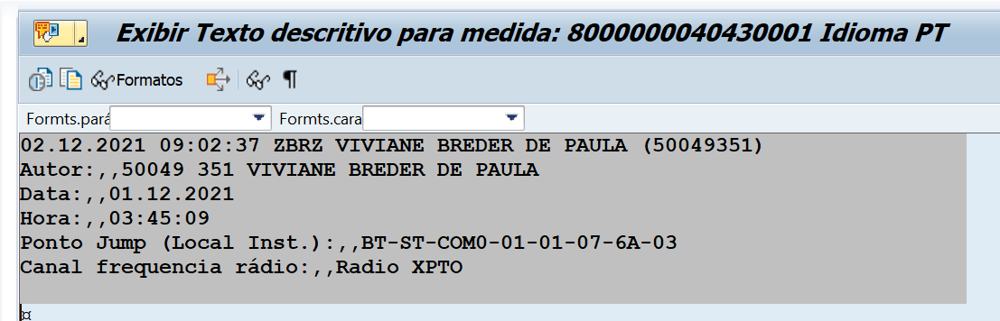 Exibir Texto descritivo para medida: 8000000040430001 Idioma PT
Formatos
Formts.pará Formts.cara
02.12.2021 09:02:37 ZBRZ VIVIANE BREDER DE PAULA (50049351)
Autor:,,50049 351 VIVIANE BREDER DE PAULA
Data:,,01.12.2021
Hora:,,03:45:09
Ponto Jump (Local Inst.):,,BT-ST-COM0-01-01-07-6A-03
Canal frequencia rádio:,,Radio XPTO
¤